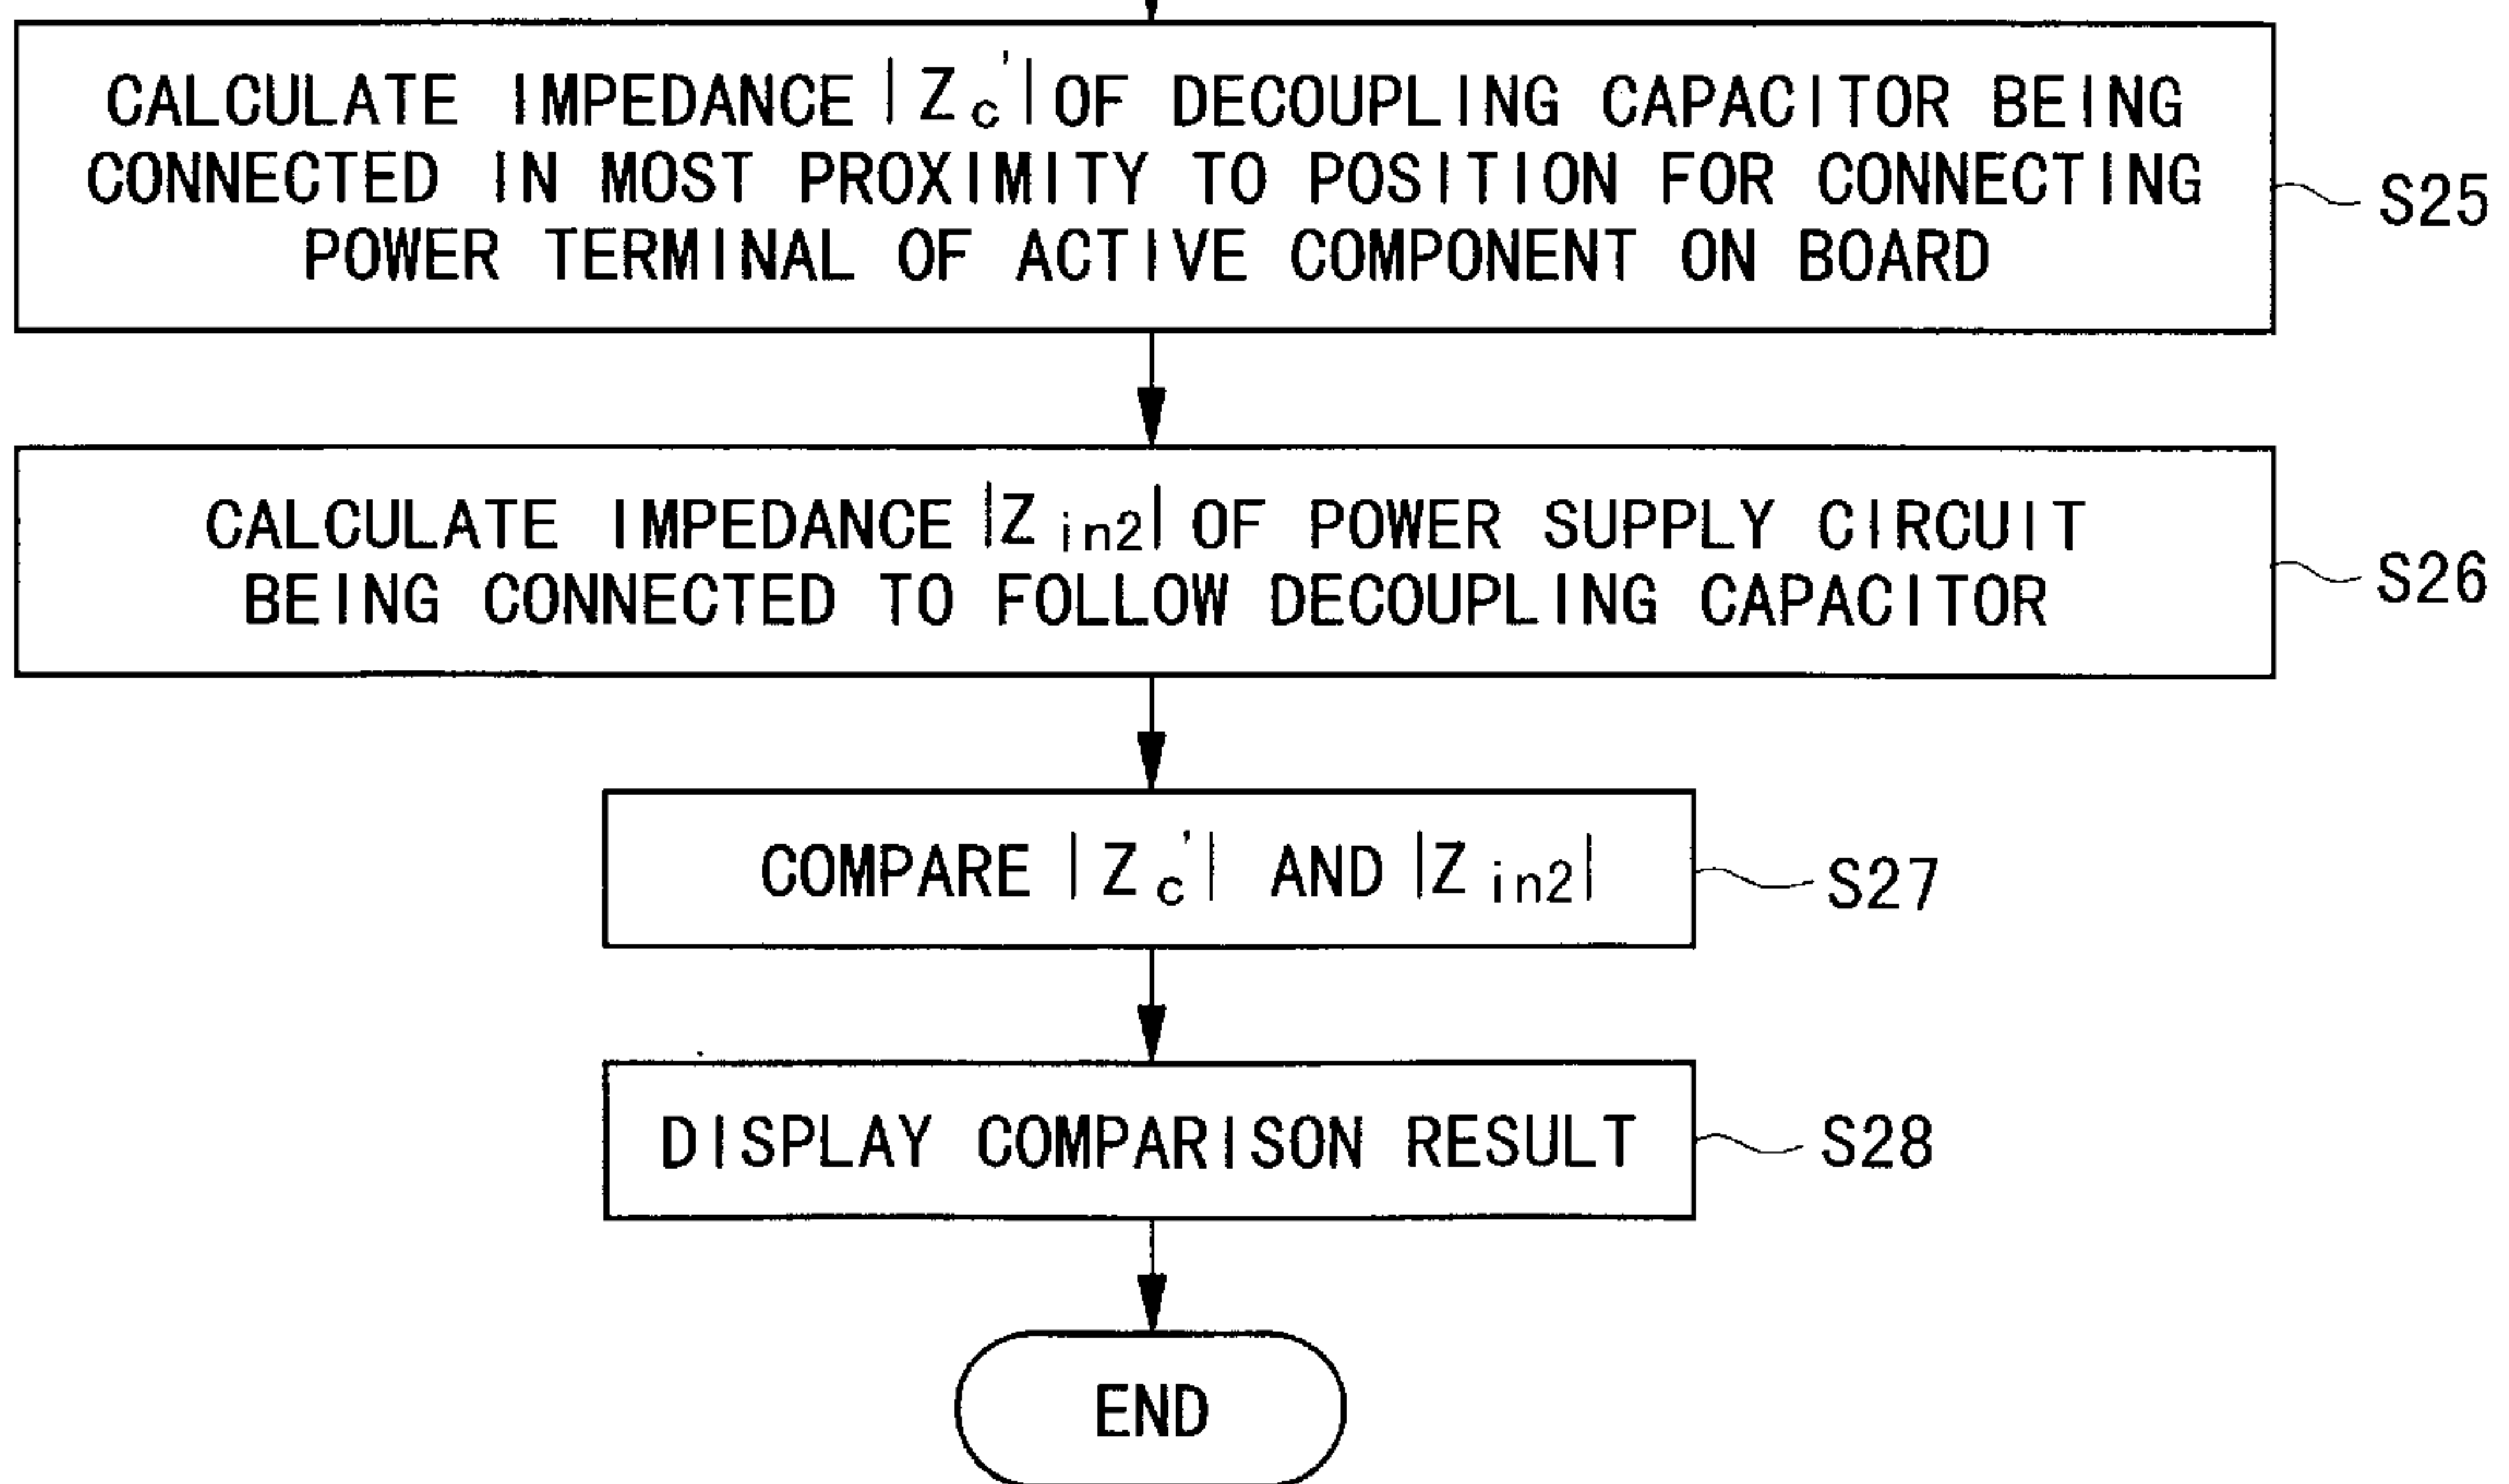 CALCULATE IMPEDANCE |Zc'| OF DECOUPLING CAPACITOR BEING
CONNECTED IN MOST PROXIMITY TO POSITION FOR CONNECTING
POWER TERMINAL OF ACTIVE COMPONENT ON BOARD
S25
CALCULATE IMPEDANCE |Zin2| OF POWER SUPPLY CIRCUIT
BEING CONNECTED TO FOLLOW DECOUPLING CAPACITOR
S26
COMPARE |Zc'| AND |Zin2|
S27
DISPLAY COMPARISON RESULT
S28
END